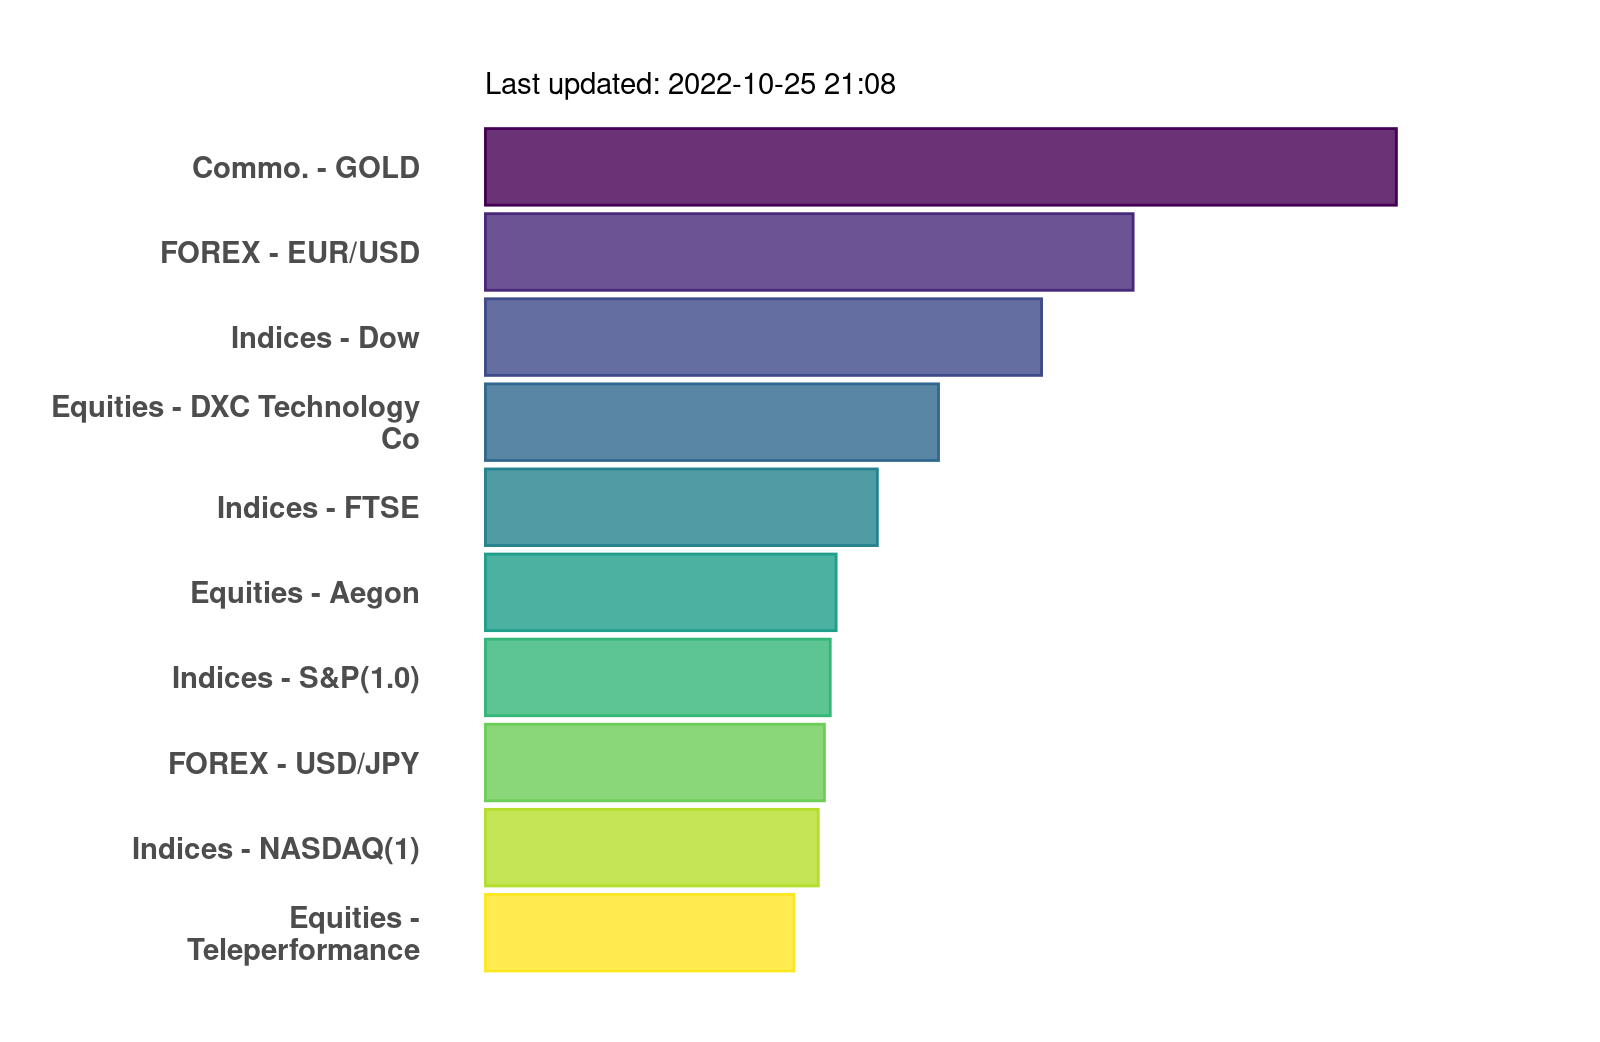 Last updated: 2022-10-25 21:08
Commo. - GOLD
FOREX - EUR/USD
Indices - Dow
Equities - DXC Technology
Co
Indices - FTSE
Equities - Aegon
Indices - S&P(1.0)
FOREX - USD/JPY
Indices - NASDAQ(1)
Equities -
Teleperformance